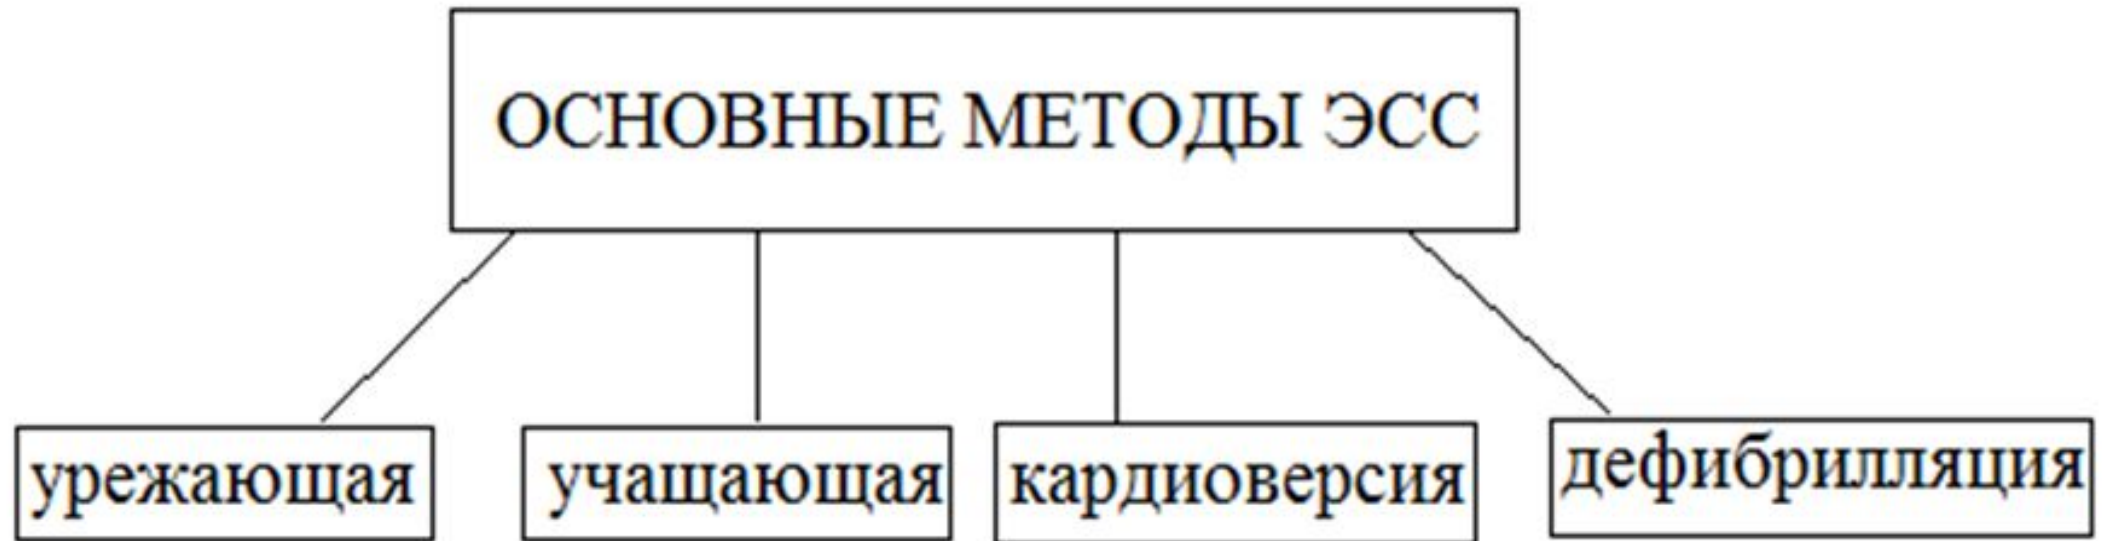 ОСНОВНЫЕ МЕТОДЫ ЭСС
урежающая
учащающая
кардиоверсия
дефибрилляция